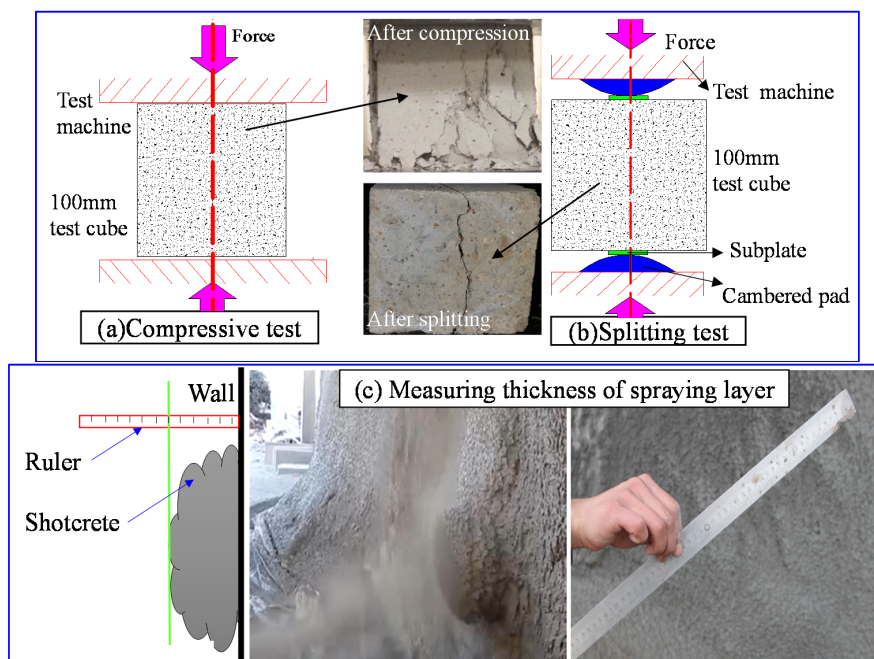 Force
Test
machine
100mm
test cube
(a)Compressive test
After compression
After splitting
Force
Test machine
100mm
test cube
Subplate
Cambered pad
(b)Splitting test
(c) Measuring thickness of spraying layer
Wall
Ruler
Shotcrete